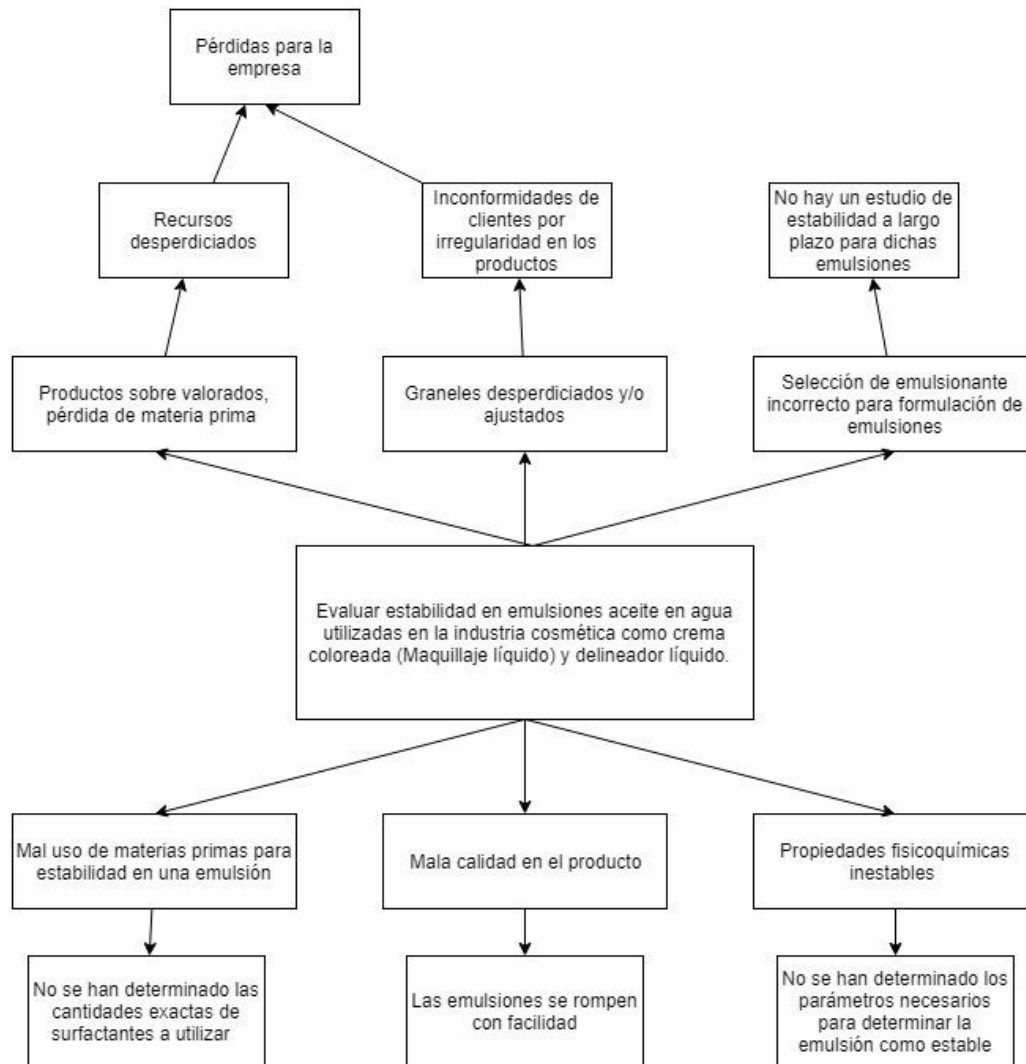 Pérdidas para la
empresa
Recursos
desperdiciados
Inconformidades de
clientes por
irregularidad en los
productos
No hay un estudio de
estabilidad a largo
plazo para dichas
emulsiones
Productos sobre valorados,
pérdida de materia prima
Graneles desperdiciados y/o
ajustados
Selección de emulsionante
incorrecto para formulación de
emulsiones
Evaluar estabilidad en emulsiones aceite en agua
utilizadas en la industria cosmética como crema
coloreada (Maquillaje líquido) y delineador líquido.
Mal uso de materias primas para
estabilidad en una emulsión
Mala calidad en el producto
Propiedades fisicoquímicas
inestables
No se han determinado las
cantidades exactas de
surfactantes a utilizar
Las emulsiones se rompen
con facilidad
No se han determinado los
parámetros necesarios
para determinar la
emulsión como estable